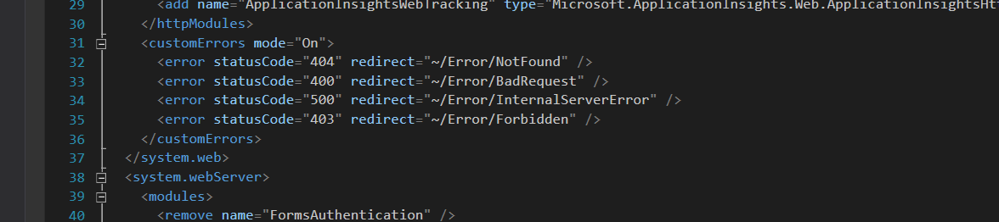 29 <add name="ApplicationInsightsWebTracking" type="Microsoft.ApplicationInsights.Web.ApplicationInsightsHtt
30 </httpModules>
31 <customErrors mode="On">
32 <error statusCode="404" redirect="~/Error/NotFound" />
33 <error statusCode="400" redirect="~/Error/BadRequest" />
34 <error statusCode="500" redirect="~/Error/InternalServerError" />
35 <error statusCode="403" redirect="~/Error/Forbidden" />
36 </customErrors>
37 </system.web>
38 <system.webServer>
39 <modules>
40 <remove name="FormsAuthentication" />